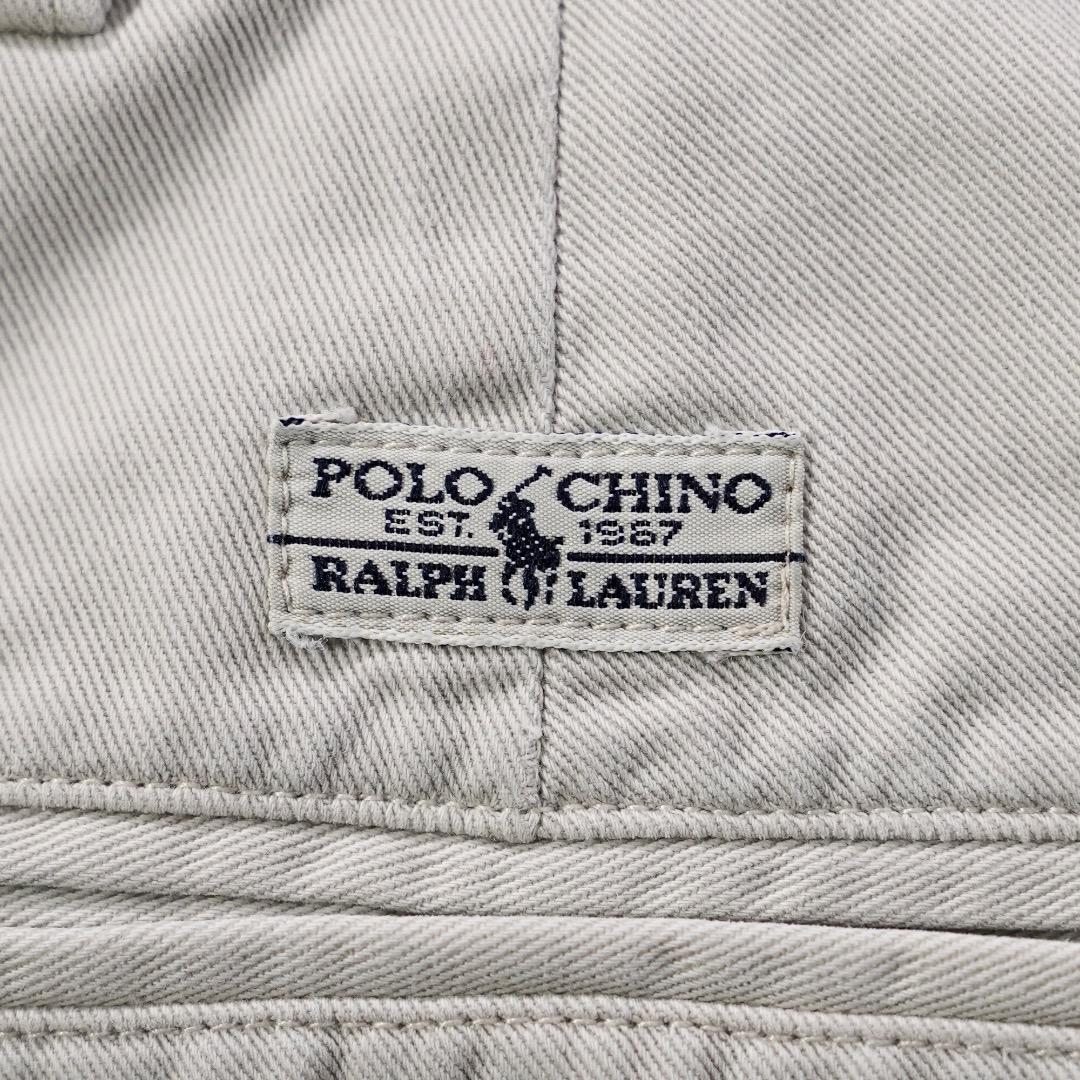 POLO CHINO
EST. 1967
RALPH LAUREN